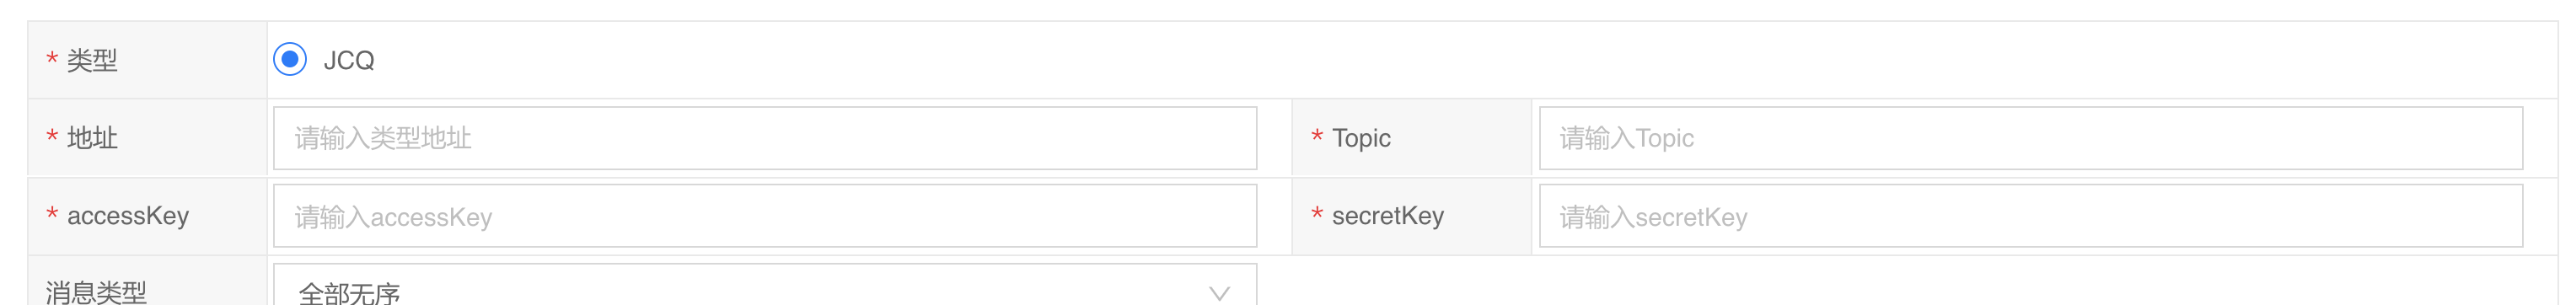 * 类型 JCQ
* 地址 请输入类型地址 * Topic 请输入Topic
* accessKey 请输入accessKey * secretKey 请输入secretKey
消息类型 全部无序